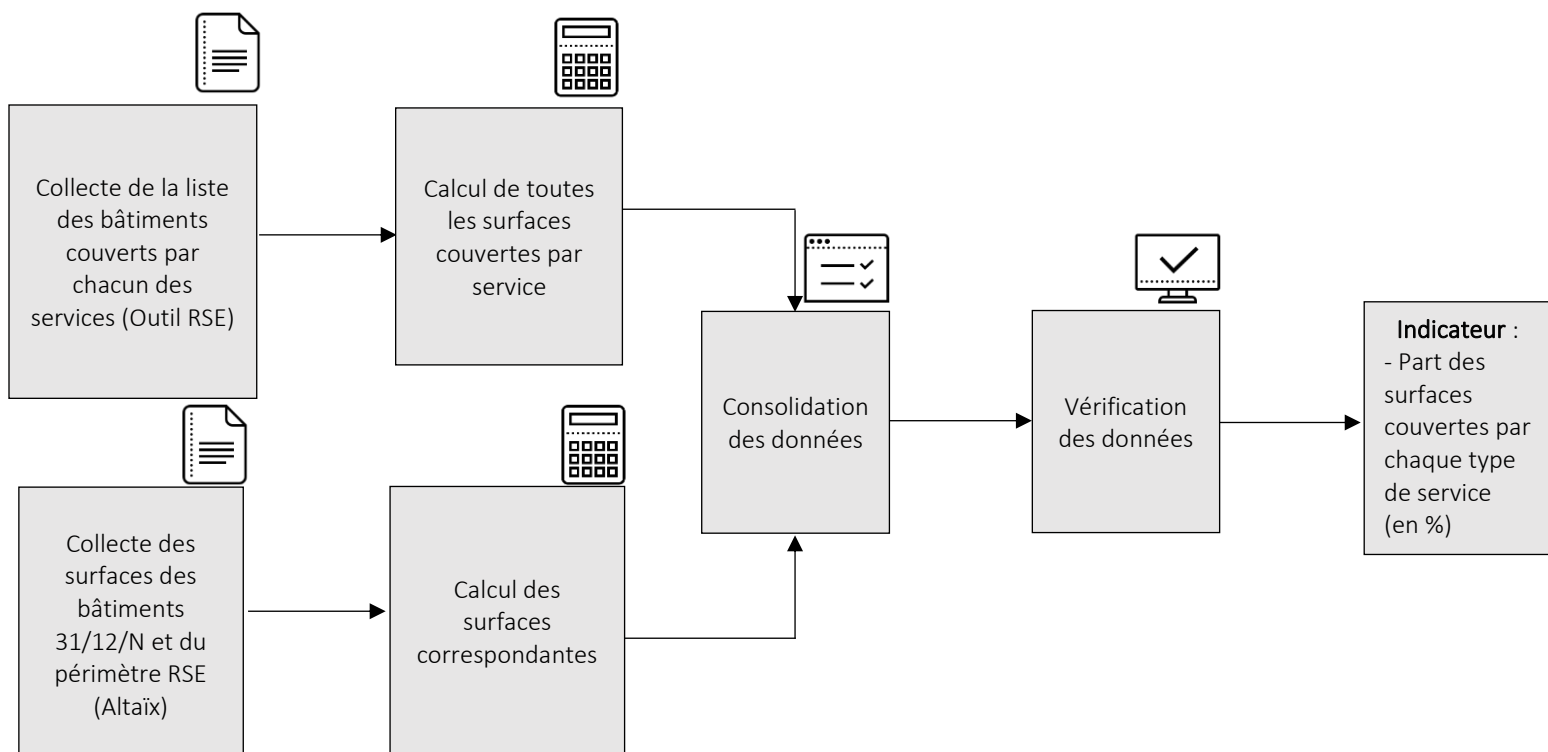 Collecte de la liste
des bâtiments
couverts par
chacun des
services (Outil RSE)
Calcul de toutes
les surfaces
couvertes par
service
Consolidation
des données
Vérification
des données
Indicateur :
- Part des
surfaces
couvertes par
chaque type
de service
(en %)
Collecte des
surfaces des
bâtiments
31/12/N et du
périmètre RSE
(Altaïx)
Calcul des
surfaces
correspondantes